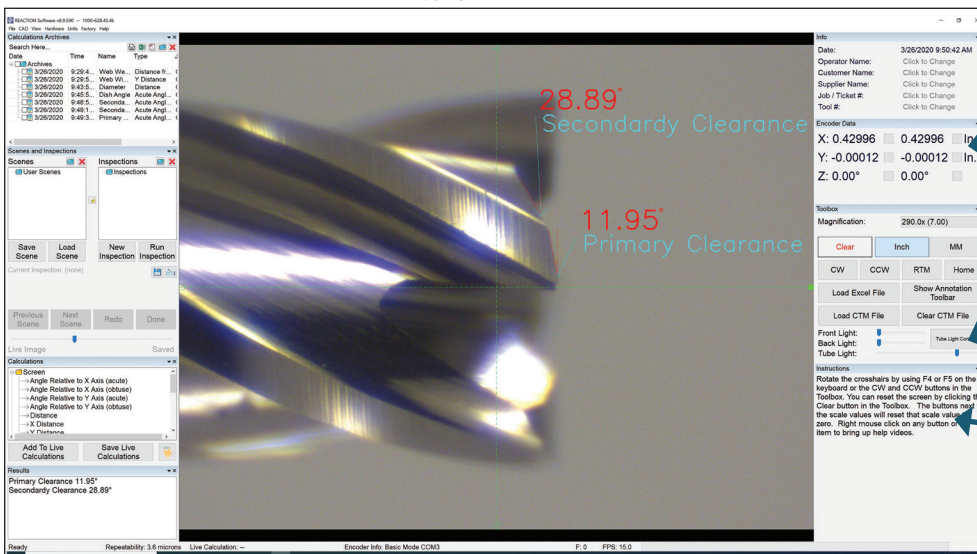 REACTION Software v8.9.590 - 1000-628.45.4b
File CAD View Hardware Units Factory Help
Calculations Archives
Search Here...
Date Time Name Type
Archives
3/26/2020 9:29:4... Web We... Distance fr...
3/26/2020 9:29:5... Web Wi... Y Distance
3/26/2020 9:43:5... Diameter Distance
3/26/2020 9:45:5... Dish Angle Acute Angl...
3/26/2020 9:48:5... Seconda... Acute Angl...
3/26/2020 9:49:1... Seconda... Acute Angl...
3/26/2020 9:49:3... Primary ... Acute Angl...
Scenes and Inspections
Scenes Inspections
User Scenes Inspections
Save Scene Load Scene New Inspection Run Inspection
Current Inspection (none)
Previous Scene Next Scene Redo Done
Live Image Saved
Calculations
Screen
Angle Relative to X Axis (acute)
Angle Relative to X Axis (obtuse)
Angle Relative to Y Axis (acute)
Angle Relative to Y Axis (obtuse)
Distance
X Distance
Y Distance
Add To Live Calculations Save Live Calculations
Results
Primary Clearance 11.95°
Secondardy Clearance 28.89°
28.89°
Secondardy Clearance
11.95°
Primary Clearance
Info
Date: 3/26/2020 9:50:42 AM
Operator Name: Click to Change
Customer Name: Click to Change
Supplier Name: Click to Change
Job / Ticket #: Click to Change
Tool #: Click to Change
Encoder Data
X: 0.42996 0.42996 In.
Y: -0.00012 -0.00012 In.
Z: 0.00° 0.00°
Toolbox
Magnification: 290.0x (7.00)
Clear Inch MM
CW CCW RTM Home
Load Excel File Show Annotation Toolbar
Load CTM File Clear CTM File
Front Light:
Back Light: Tube Light
Tube Light:
Instructions
Rotate the crosshairs by using F4 or F5 on the
keyboard or the CW and CCW buttons in the
Toolbox. You can reset the screen by clicking
Clear button in the Toolbox. The buttons next
the scale values will reset that scale value
zero. Right mouse click on any button or
item to bring up help videos.
Ready Repeatability: 3.6 microns Live Calculation: -- Encoder Info: Basic Mode COM3 F: 0 FPS: 15.0